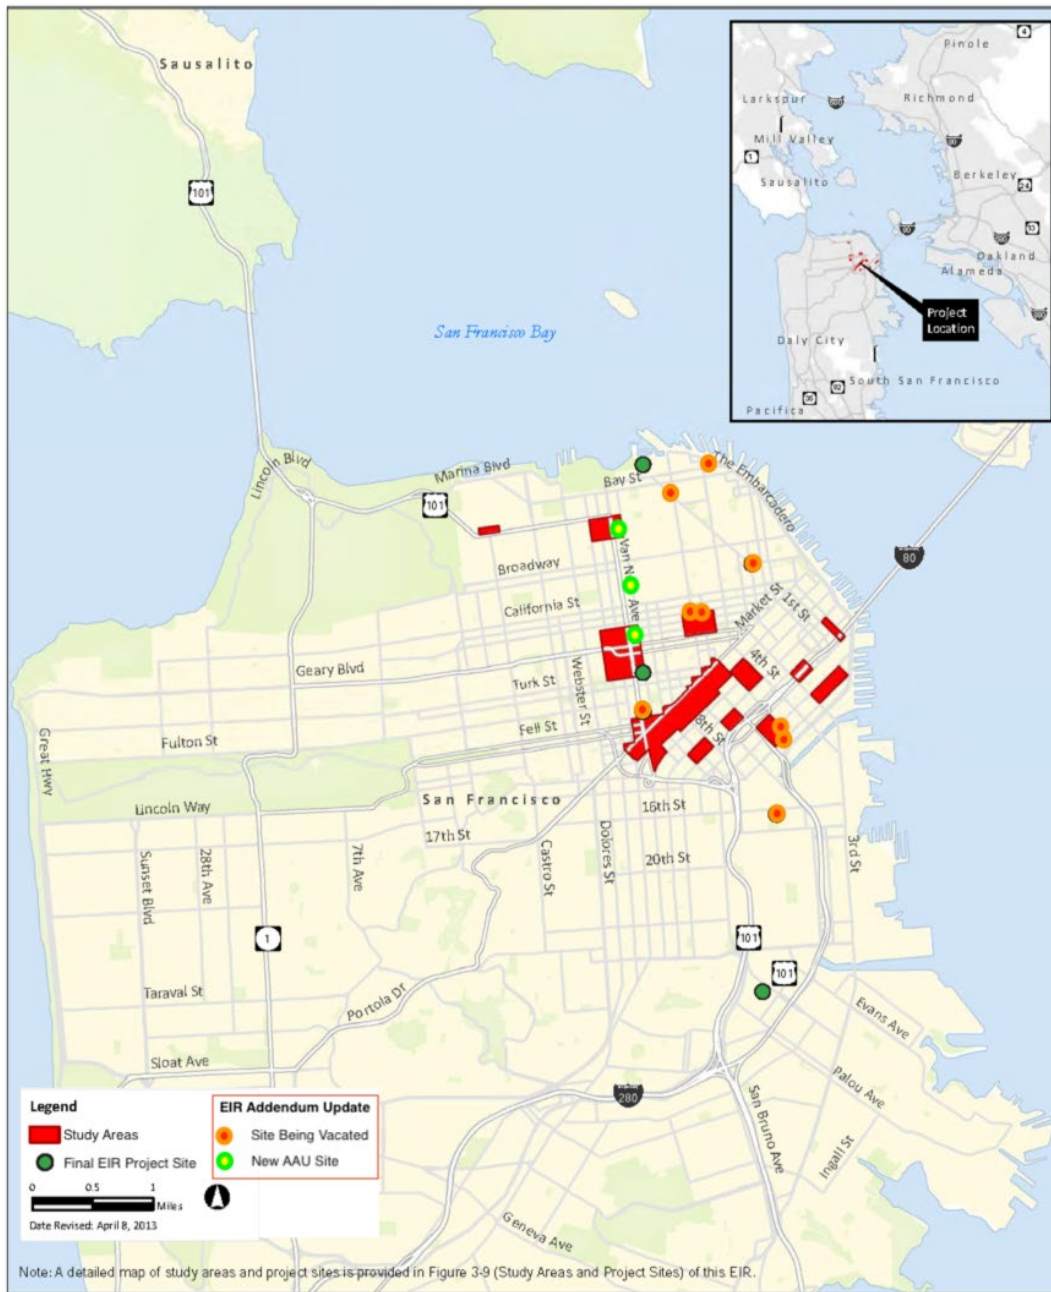 Sausalito
101
San Francisco Bay
4
Pinole
Larkspur
Richmond
Mill Valley
1
Berkeley
Sausalito
24
Oakland
Alameda
Project
Location
Daly City
South San Francisco
Pacifica
Lincoln Blvd
Marina Blvd
101
Bay St
The Embarcadero
80
Van N
Ave
Broadway
California St
Market St
1st St
Geary Blvd
4th St
Webster St
Turk St
8th St
Fell St
Fulton St
Great Hwy
Lincoln Way
San Francisco
16th St
17th St
Dolores St
20th St
3rd St
Castro St
7th Ave
28th Ave
Sunset Blvd
1
101
101
Taraval St
Portola Dr
Evans Ave
Sloat Ave
Palou Ave
280
San Bruno Ave
Ingall St
Geneva Ave
Legend
Study Areas
Final EIR Project Site
EIR Addendum Update
Site Being Vacated
New AAU Site
0 0.5 1
Miles
Date Revised: April 8, 2013
Note: A detailed map of study areas and project sites is provided in Figure 3-9 (Study Areas and Project Sites) of this EIR.